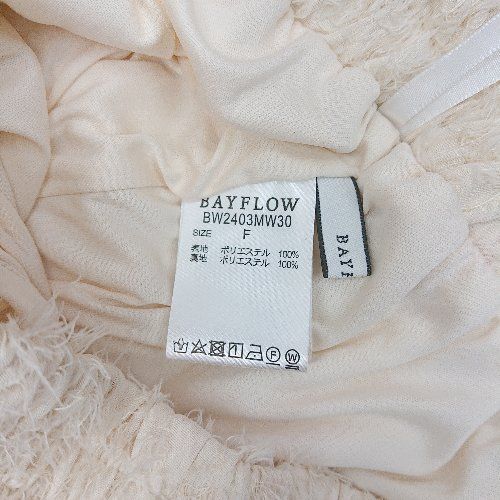 BAYFLOW
BW2403MW30
SIZE F
表地 ポリエステル 100%
裏地 ポリエステル 100%
BAYF